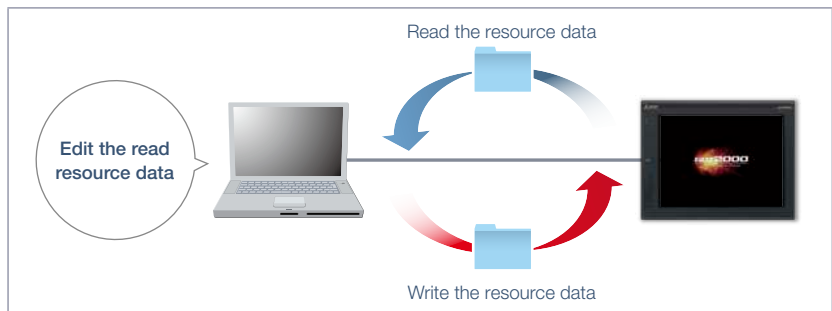 Read the resource data
Edit the read
resource data
Write the resource data